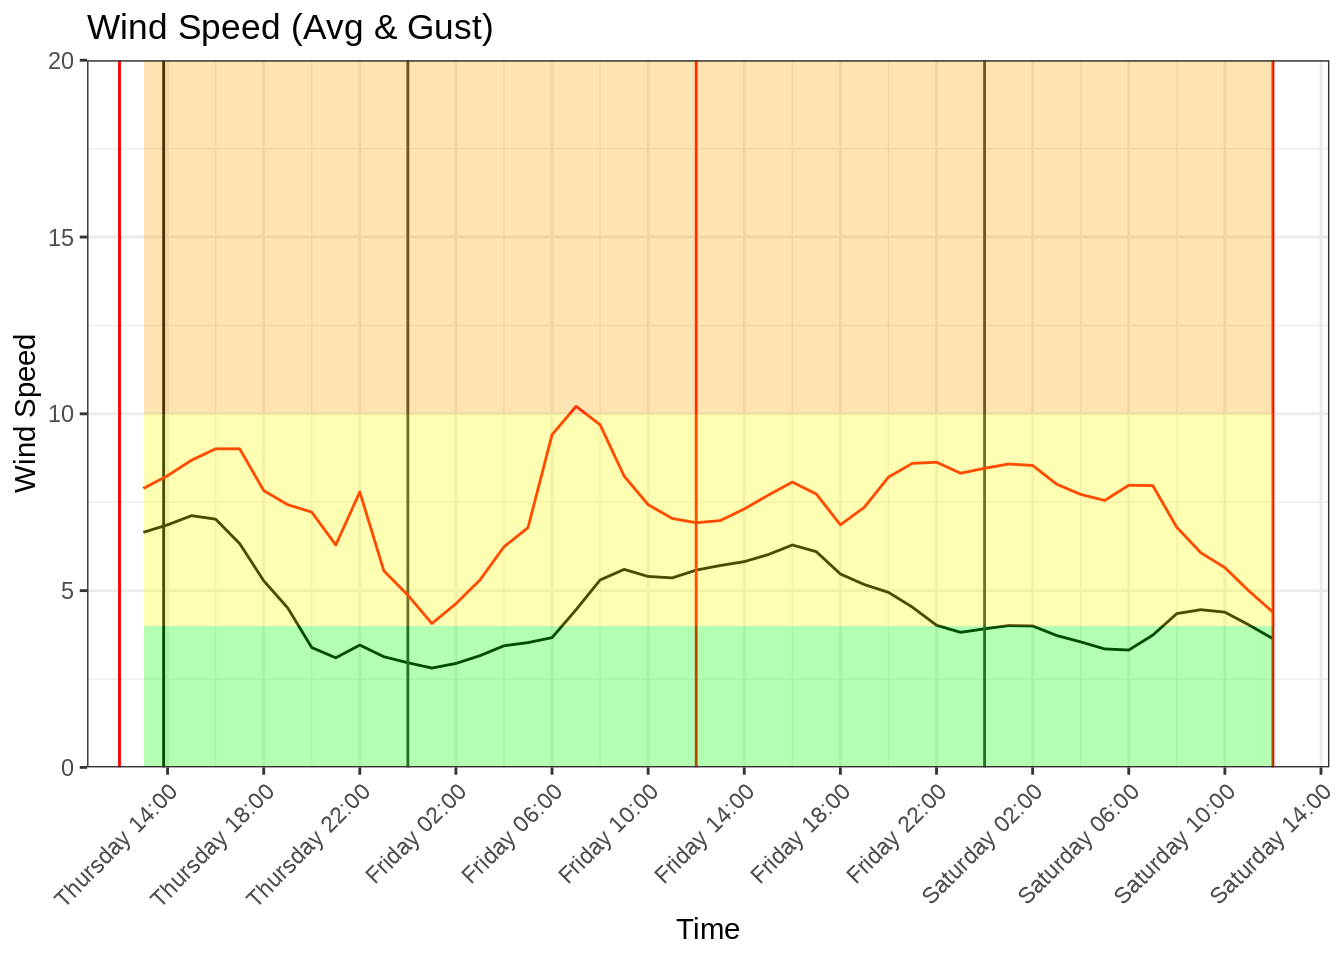 Wind Speed (Avg & Gust)
20
15
10
5
0
Wind Speed
Thursday 14:00
Thursday 18:00
Thursday 22:00
Friday 02:00
Friday 06:00
Friday 10:00
Friday 14:00
Friday 18:00
Friday 22:00
Saturday 02:00
Saturday 06:00
Saturday 10:00
Saturday 14:00
Time